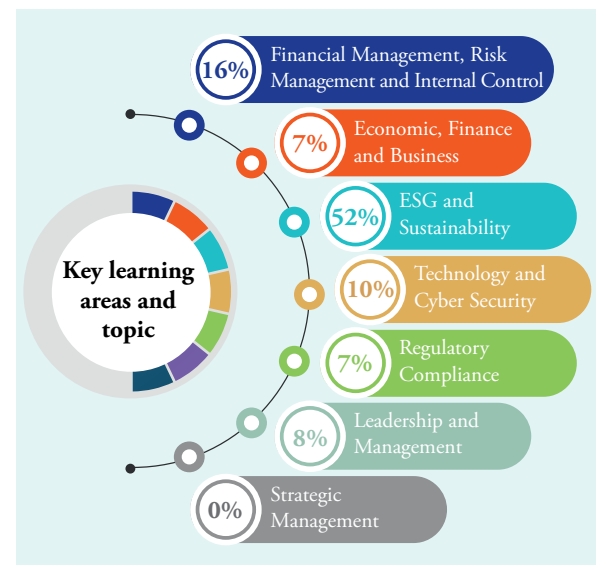 16%
Financial Management, Risk
Management and Internal Control
7%
Economic, Finance
and Business
52%
ESG and
Sustainability
Key learning
areas and
topic
10%
Technology and
Cyber Security
7%
Regulatory
Compliance
8%
Leadership and
Management
0%
Strategic
Management